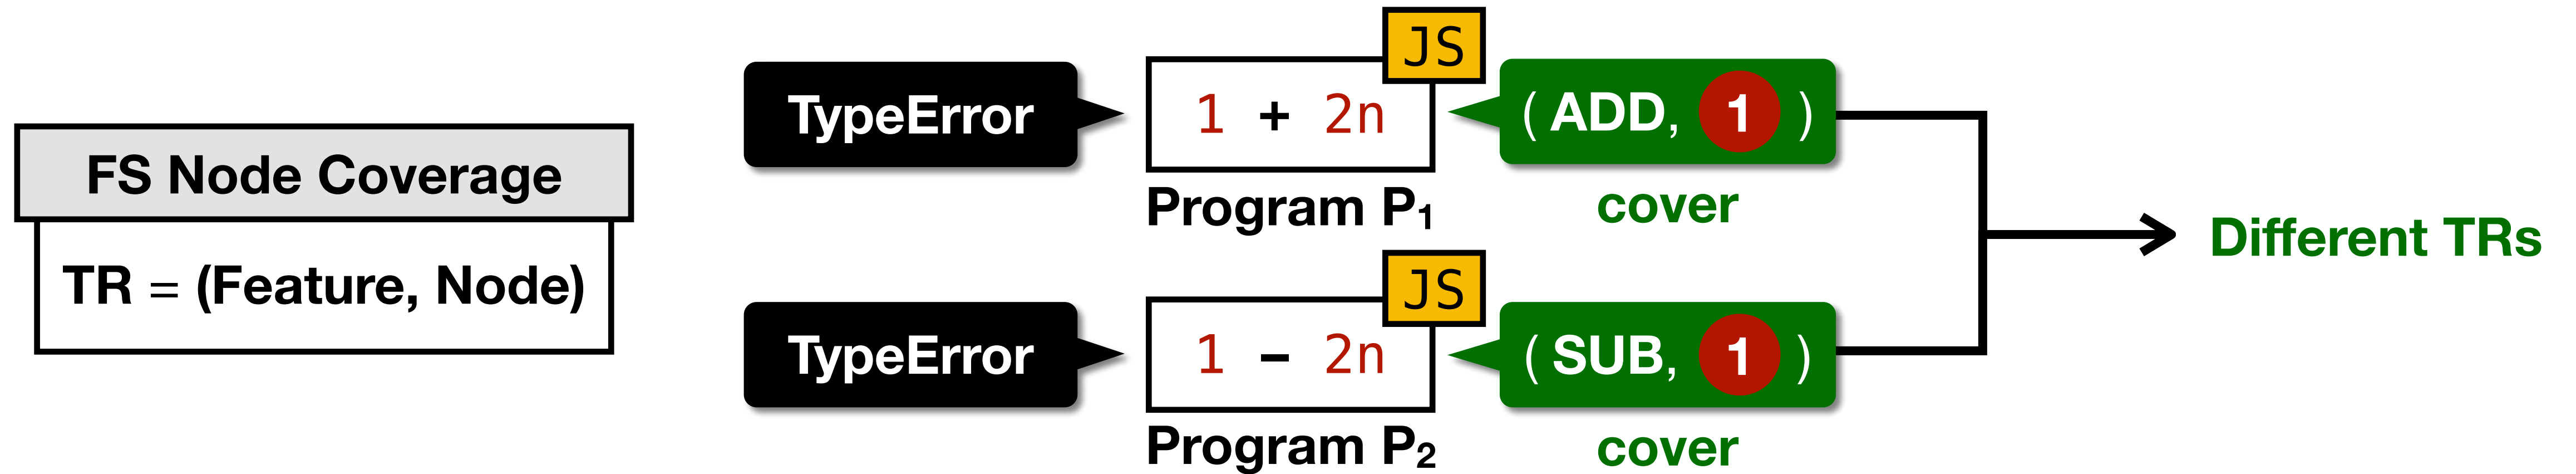 FS Node Coverage
TR = (Feature, Node)
TypeError
JS
1 + 2n
Program P₁
( ADD, 1 )
cover
TypeError
JS
1 − 2n
Program P₂
( SUB, 1 )
cover
Different TRs